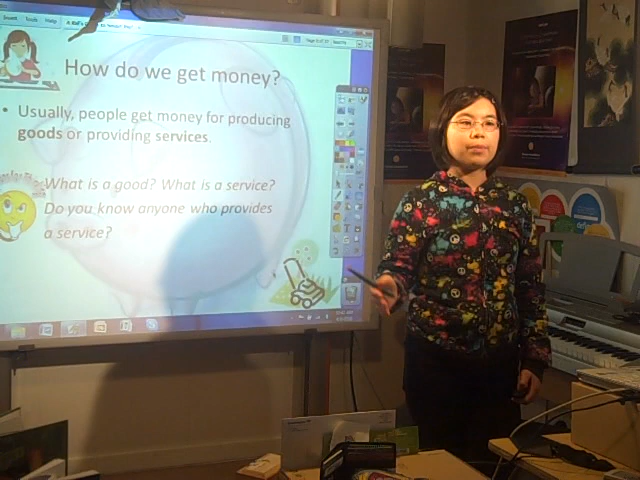 How do we get money?
• Usually, people get money for producing
goods or providing services.
What is a good? What is a service?
Do you know anyone who provides
a service?